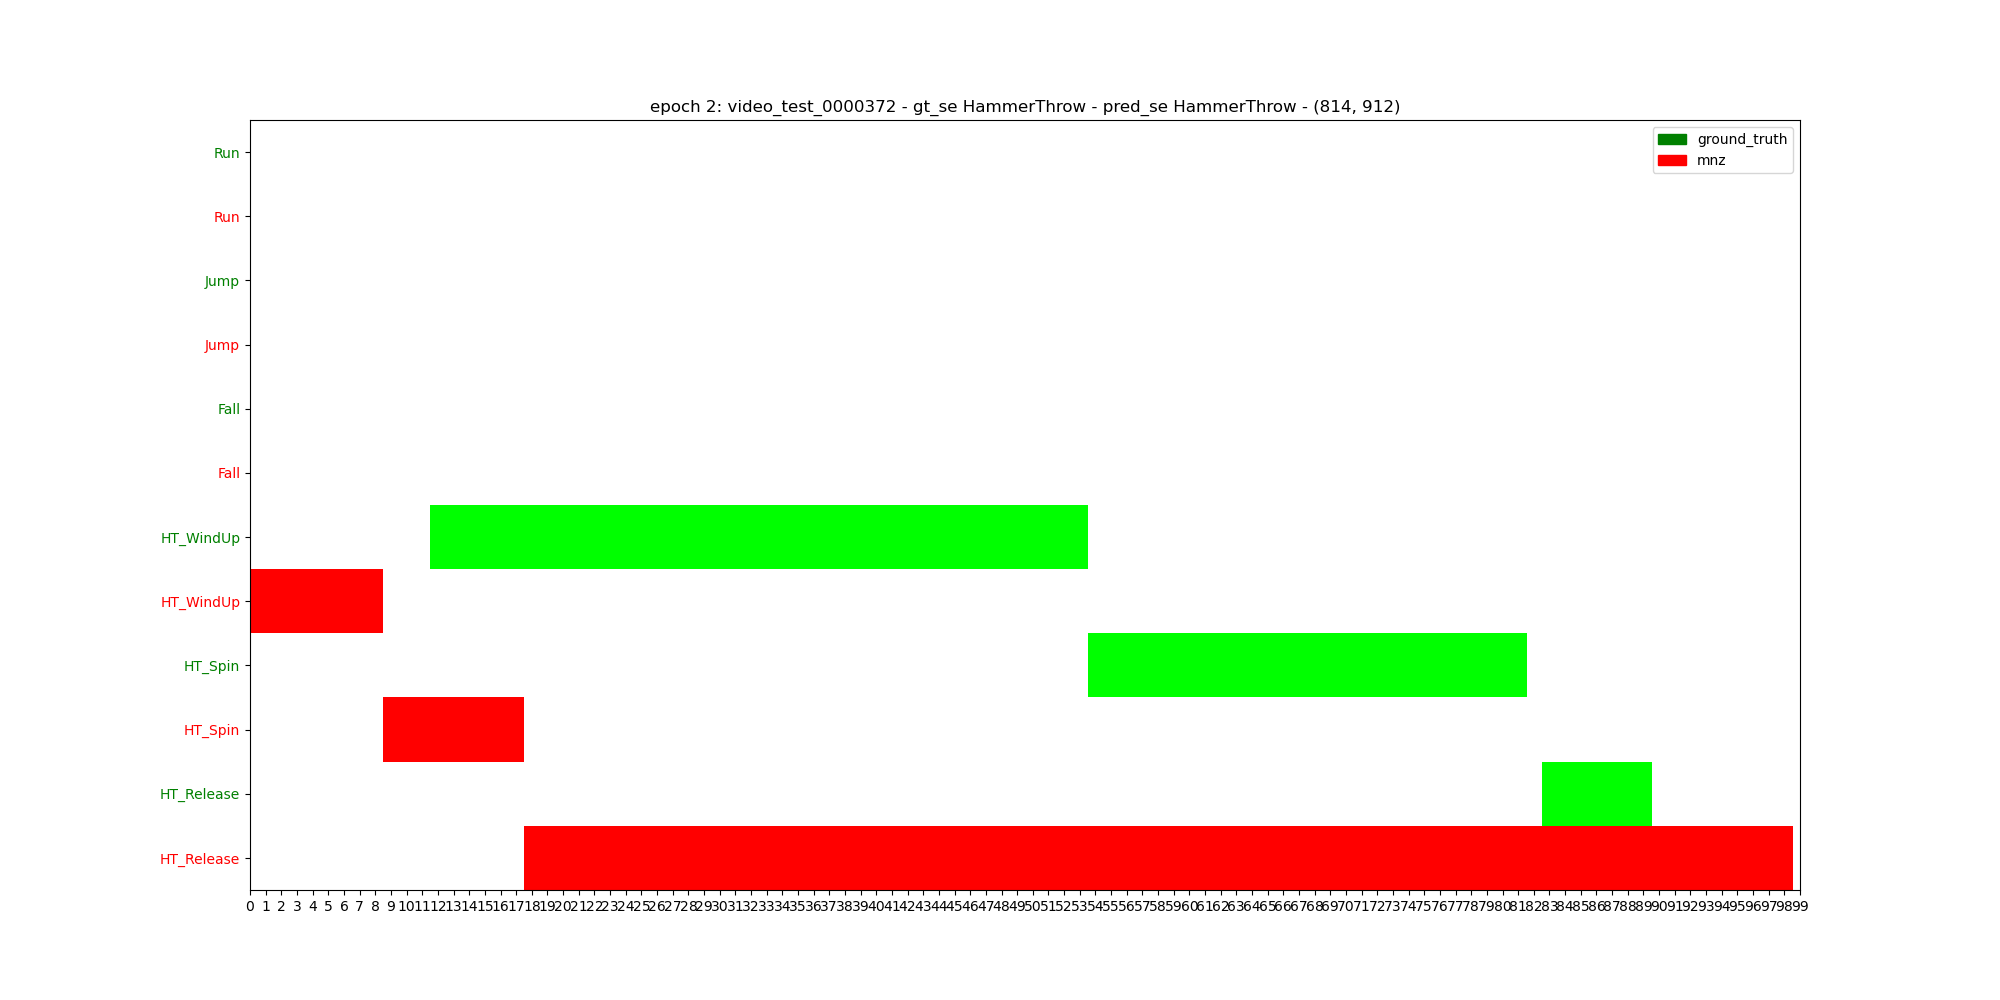 epoch 2: video_test_0000372 - gt_se HammerThrow - pred_se HammerThrow - (814, 912)
ground_truth
mnz
Run
Run
Jump
Jump
Fall
Fall
HT_WindUp
HT_WindUp
HT_Spin
HT_Spin
HT_Release
HT_Release
0 1 2 3 4 5 6 7 8 9 10 11 12 13 14 15 16 17 18 19 20 21 22 23 24 25 26 27 28 29 30 31 32 33 34 35 36 37 38 39 40 41 42 43 44 45 46 47 48 49 50 51 52 53 54 55 56 57 58 59 60 61 62 63 64 65 66 67 68 69 70 71 72 73 74 75 76 77 78 79 80 81 82 83 84 85 86 87 88 89 90 91 92 93 94 95 96 97 98 99